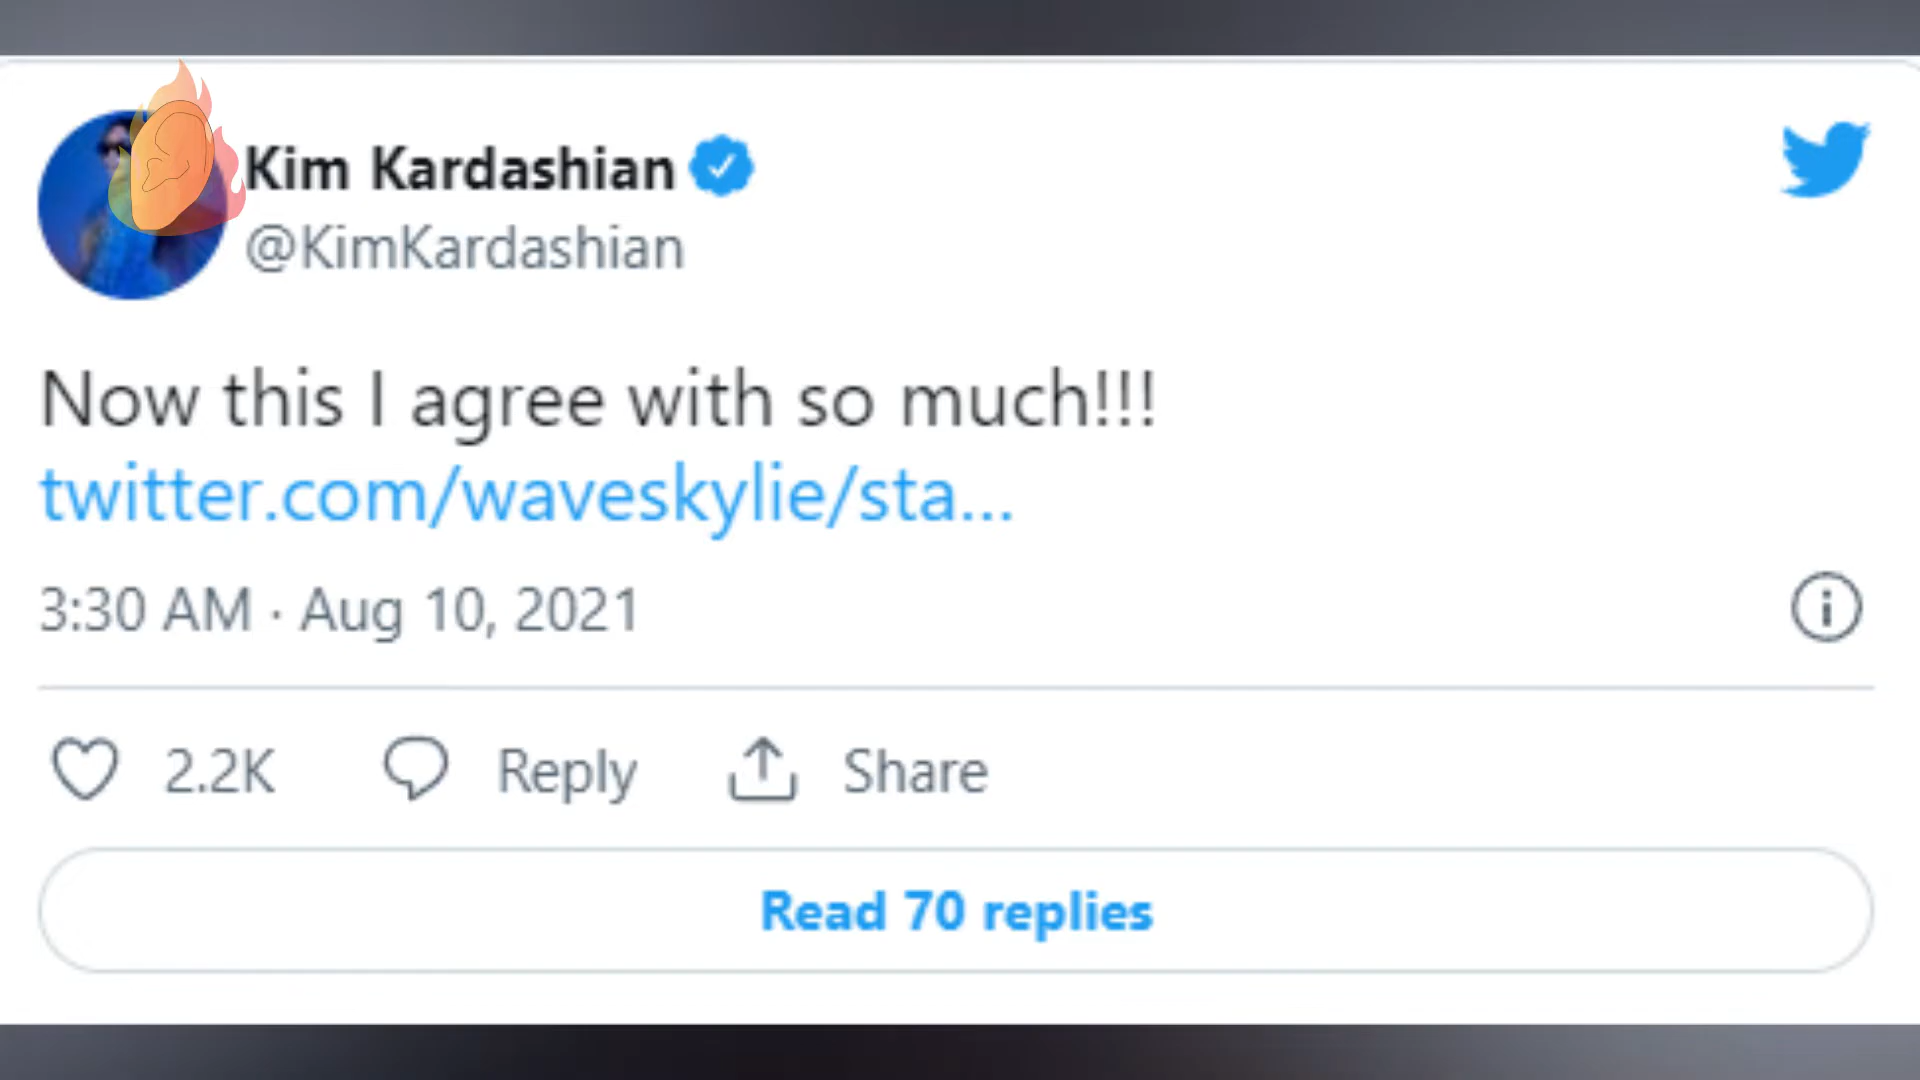 Kim Kardashian
@KimKardashian
Now this I agree with so much!!!
twitter.com/waveskylie/sta...
3:30 AM · Aug 10, 2021
2.2K Reply Share
Read 70 replies